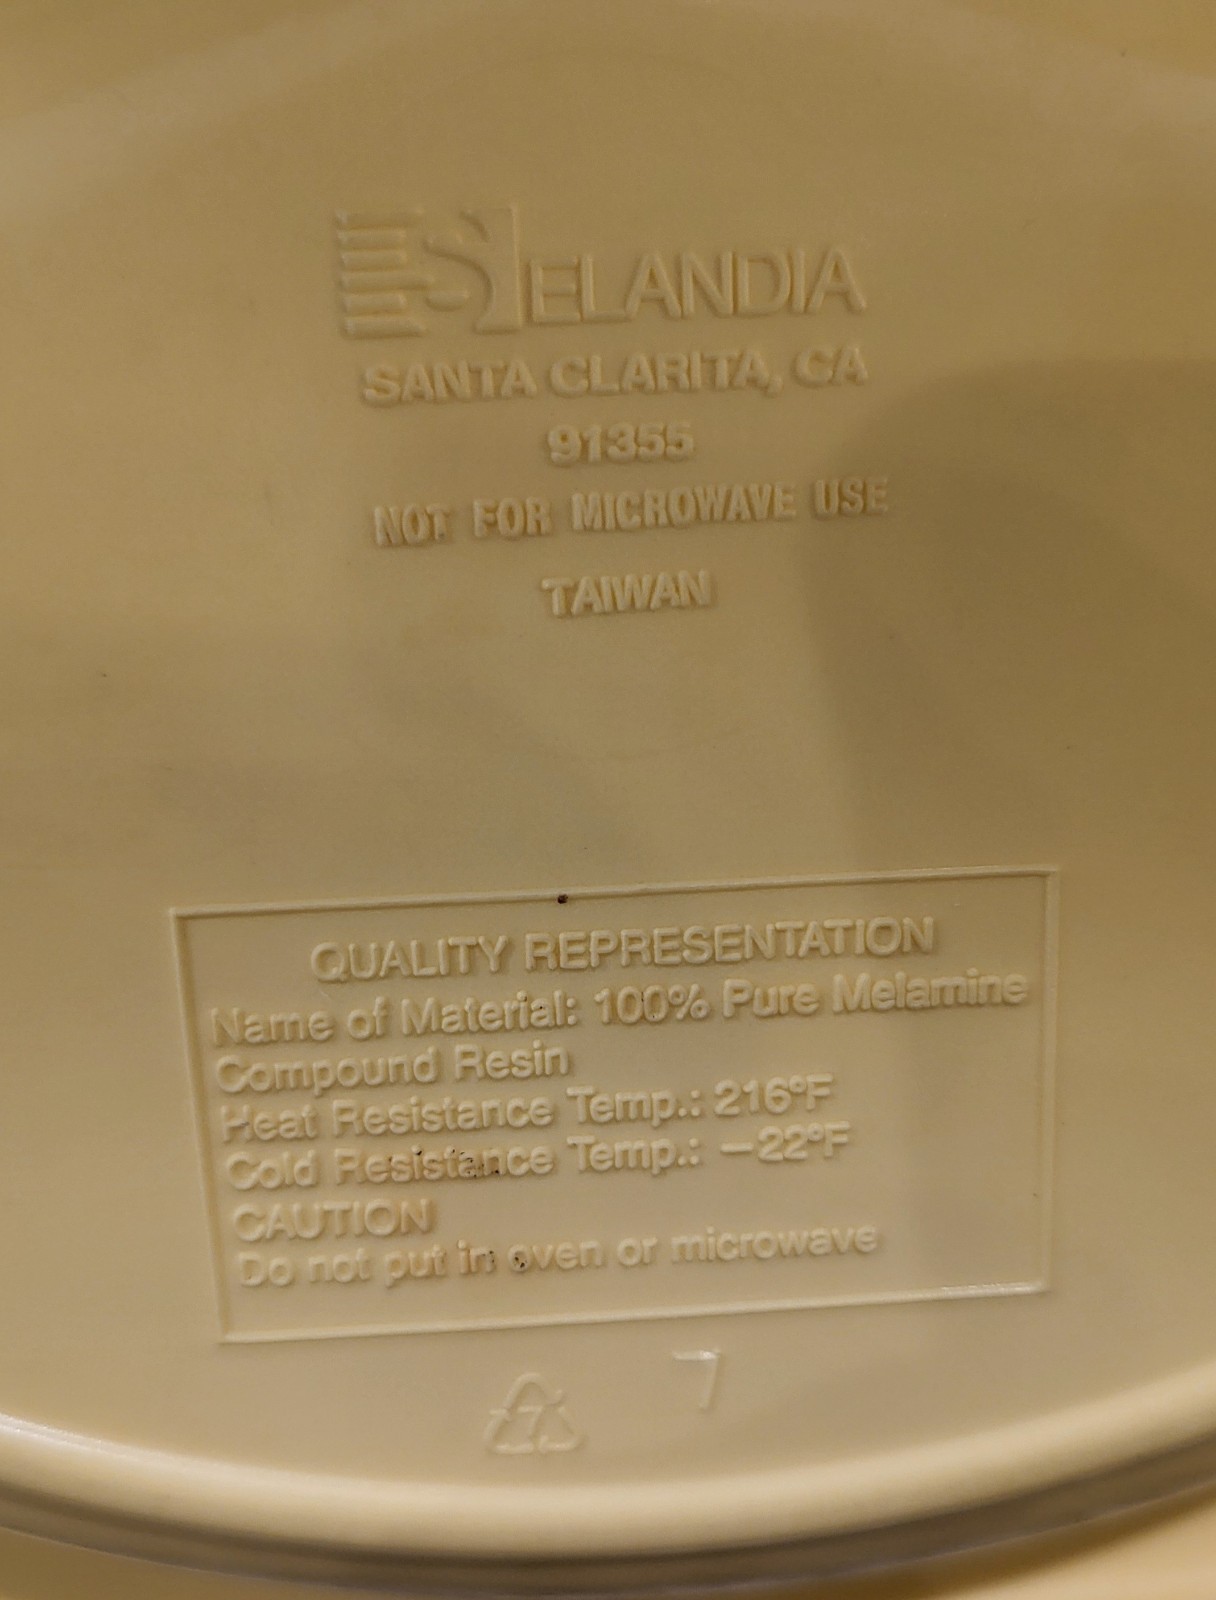 SELANDIA
SANTA CLARITA, CA
91355
NOT FOR MICROWAVE USE
TAIWAN
QUALITY REPRESENTATION
Name of Material: 100% Pure Melamine
Compound Resin
Heat Resistance Temp.: 216°F
Cold Resistance Temp.: −22°F
CAUTION
Do not put in oven or microwave
7
7